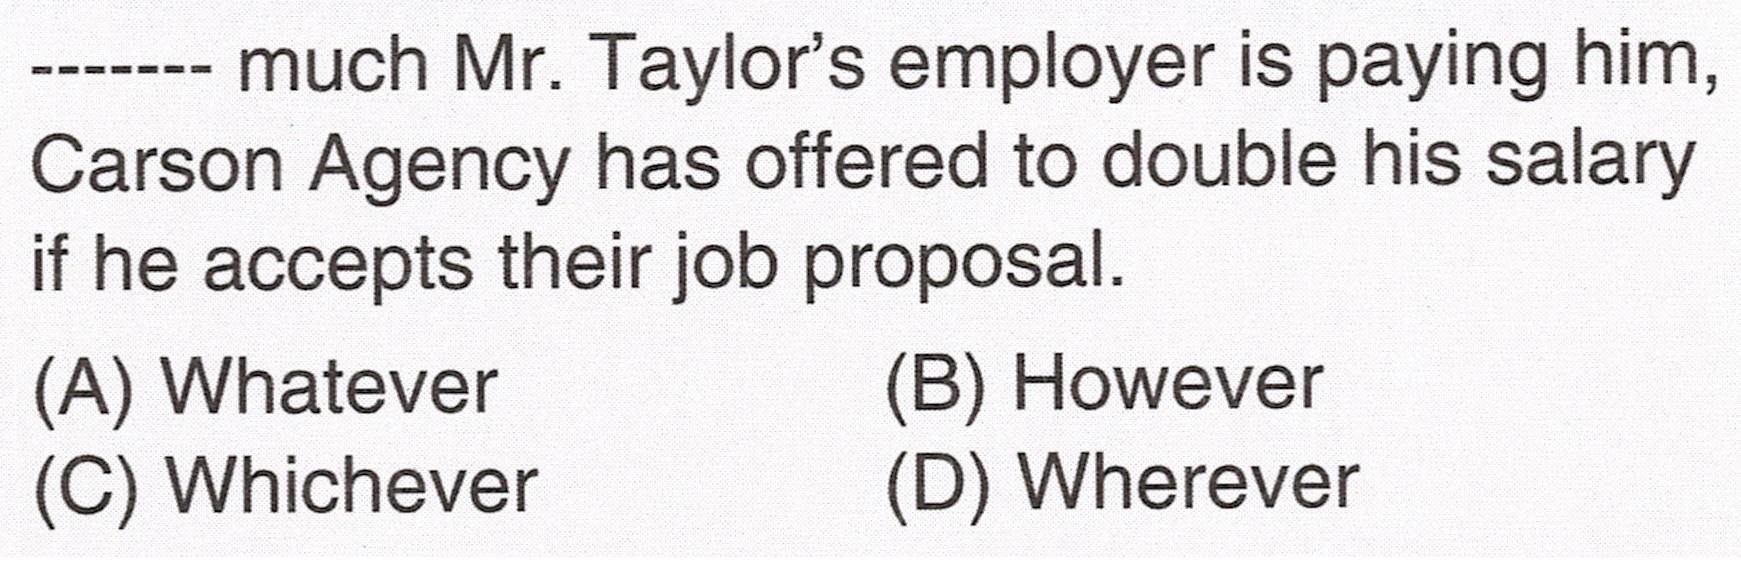 ------- much Mr. Taylor’s employer is paying him,
Carson Agency has offered to double his salary
if he accepts their job proposal.
(A) Whatever
(B) However
(C) Whichever
(D) Wherever